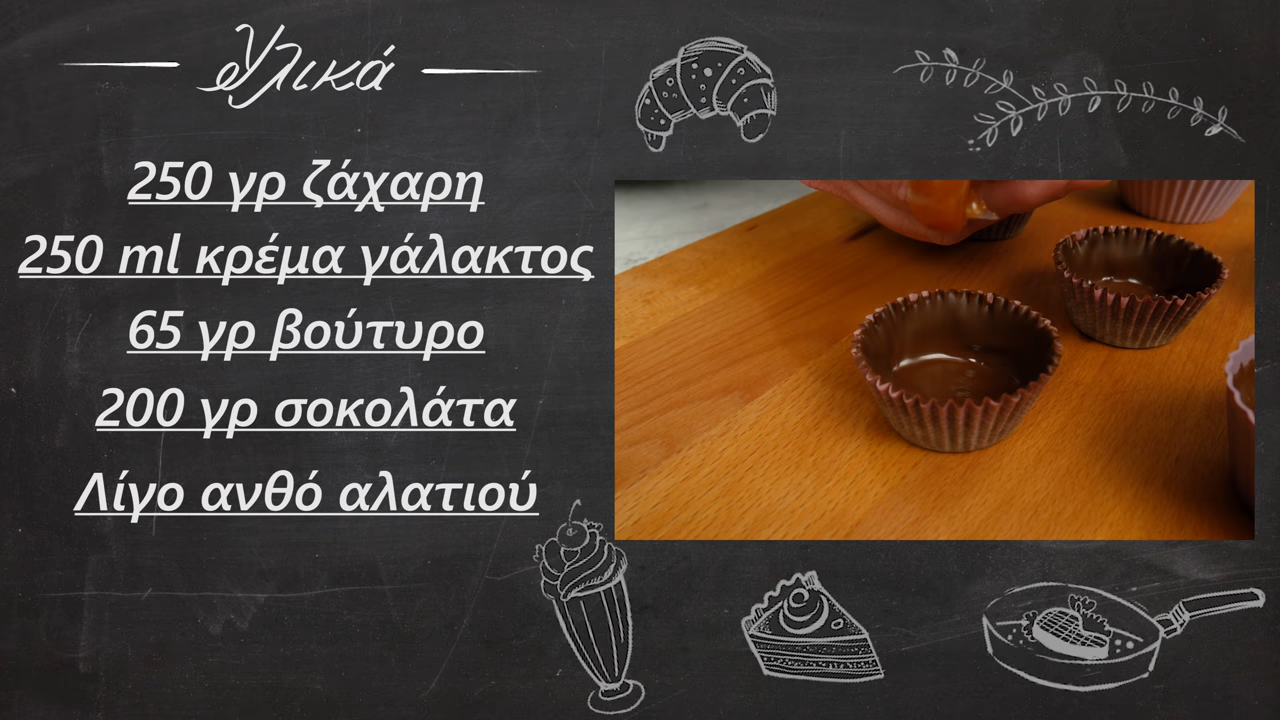 Υλικά
250 γρ ζάχαρη
250 ml κρέμα γάλακτος
65 γρ βούτυρο
200 γρ σοκολάτα
Λίγο ανθό αλατιού